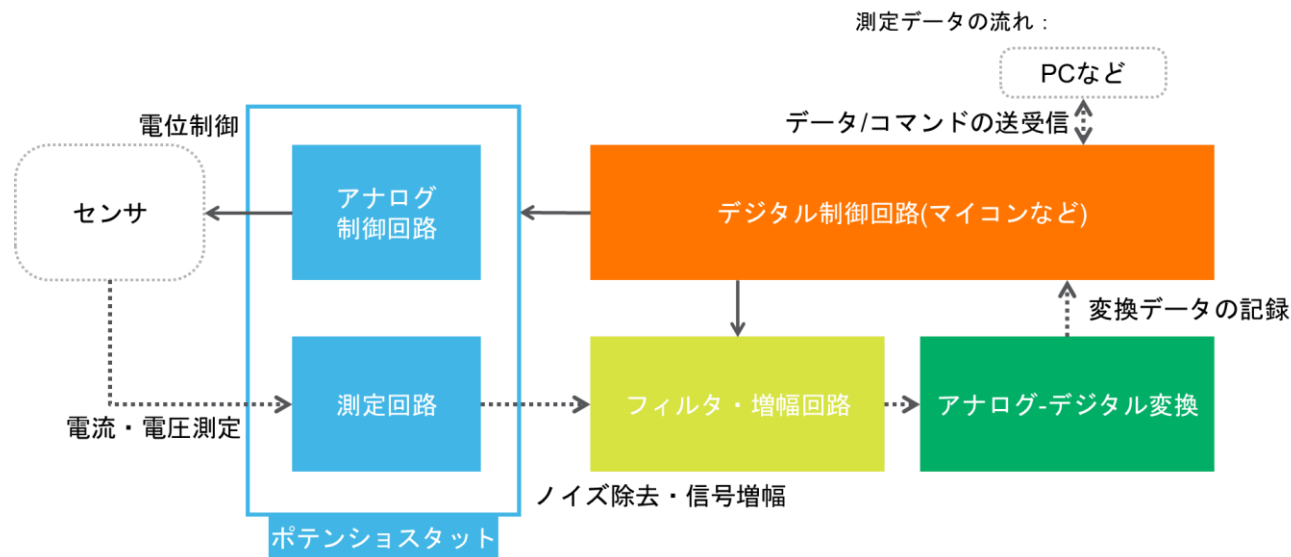 測定データの流れ：
PCなど
データ/コマンドの送受信
電位制御
センサ
アナログ
制御回路
デジタル制御回路(マイコンなど)
変換データの記録
測定回路
フィルタ・増幅回路
アナログ-デジタル変換
電流・電圧測定
ノイズ除去・信号増幅
ポテンショスタット